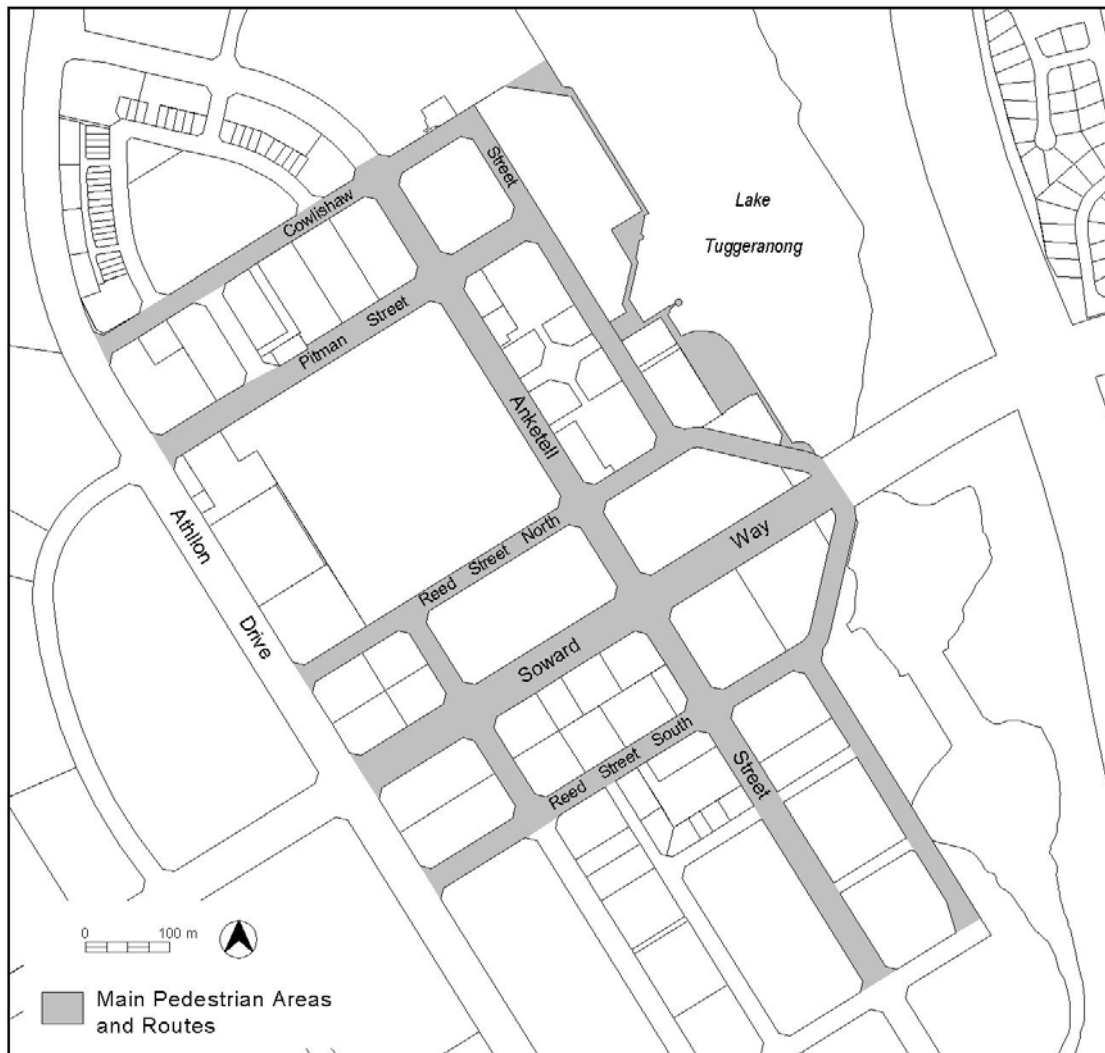 Street
Cowlishaw
Lake
Tuggeranong
Pitman Street
Anketell
Athllon
Drive
Reed Street North
Way
Soward
Reed Street South
Street
0 100 m
Main Pedestrian Areas
and Routes